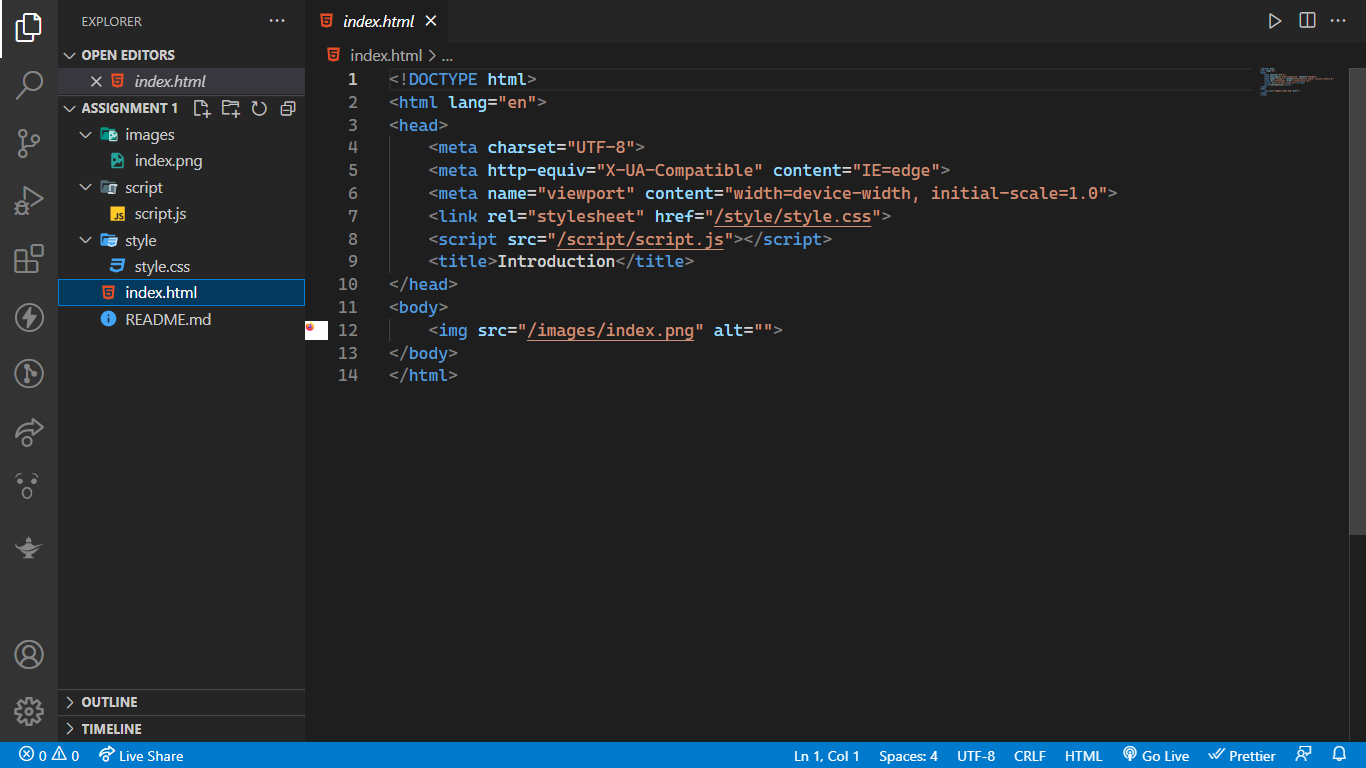 EXPLORER
OPEN EDITORS
index.html
ASSIGNMENT 1
images
index.png
script
JS script.js
style
style.css
index.html
README.md
OUTLINE
TIMELINE
index.html
index.html > ...
1 <!DOCTYPE html>
2 <html lang="en">
3 <head>
4     <meta charset="UTF-8">
5     <meta http-equiv="X-UA-Compatible" content="IE=edge">
6     <meta name="viewport" content="width=device-width, initial-scale=1.0">
7     <link rel="stylesheet" href="/style/style.css">
8     <script src="/script/script.js"></script>
9     <title>Introduction</title>
10 </head>
11 <body>
12     <img src="/images/index.png" alt="">
13 </body>
14 </html>
0 0 Live Share Ln 1, Col 1 Spaces: 4 UTF-8 CRLF HTML Go Live Prettier